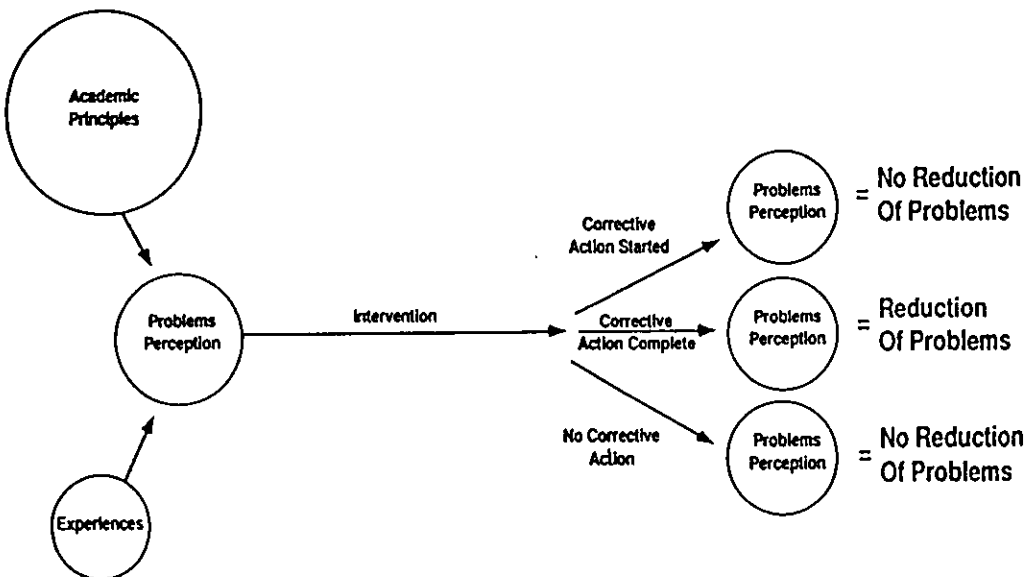 Academic
Principles
Problems
Perception
Experiences
Intervention
Corrective
Action Started
Corrective
Action Complete
No Corrective
Action
Problems
Perception
= No Reduction
Of Problems
Problems
Perception
= Reduction
Of Problems
Problems
Perception
= No Reduction
Of Problems